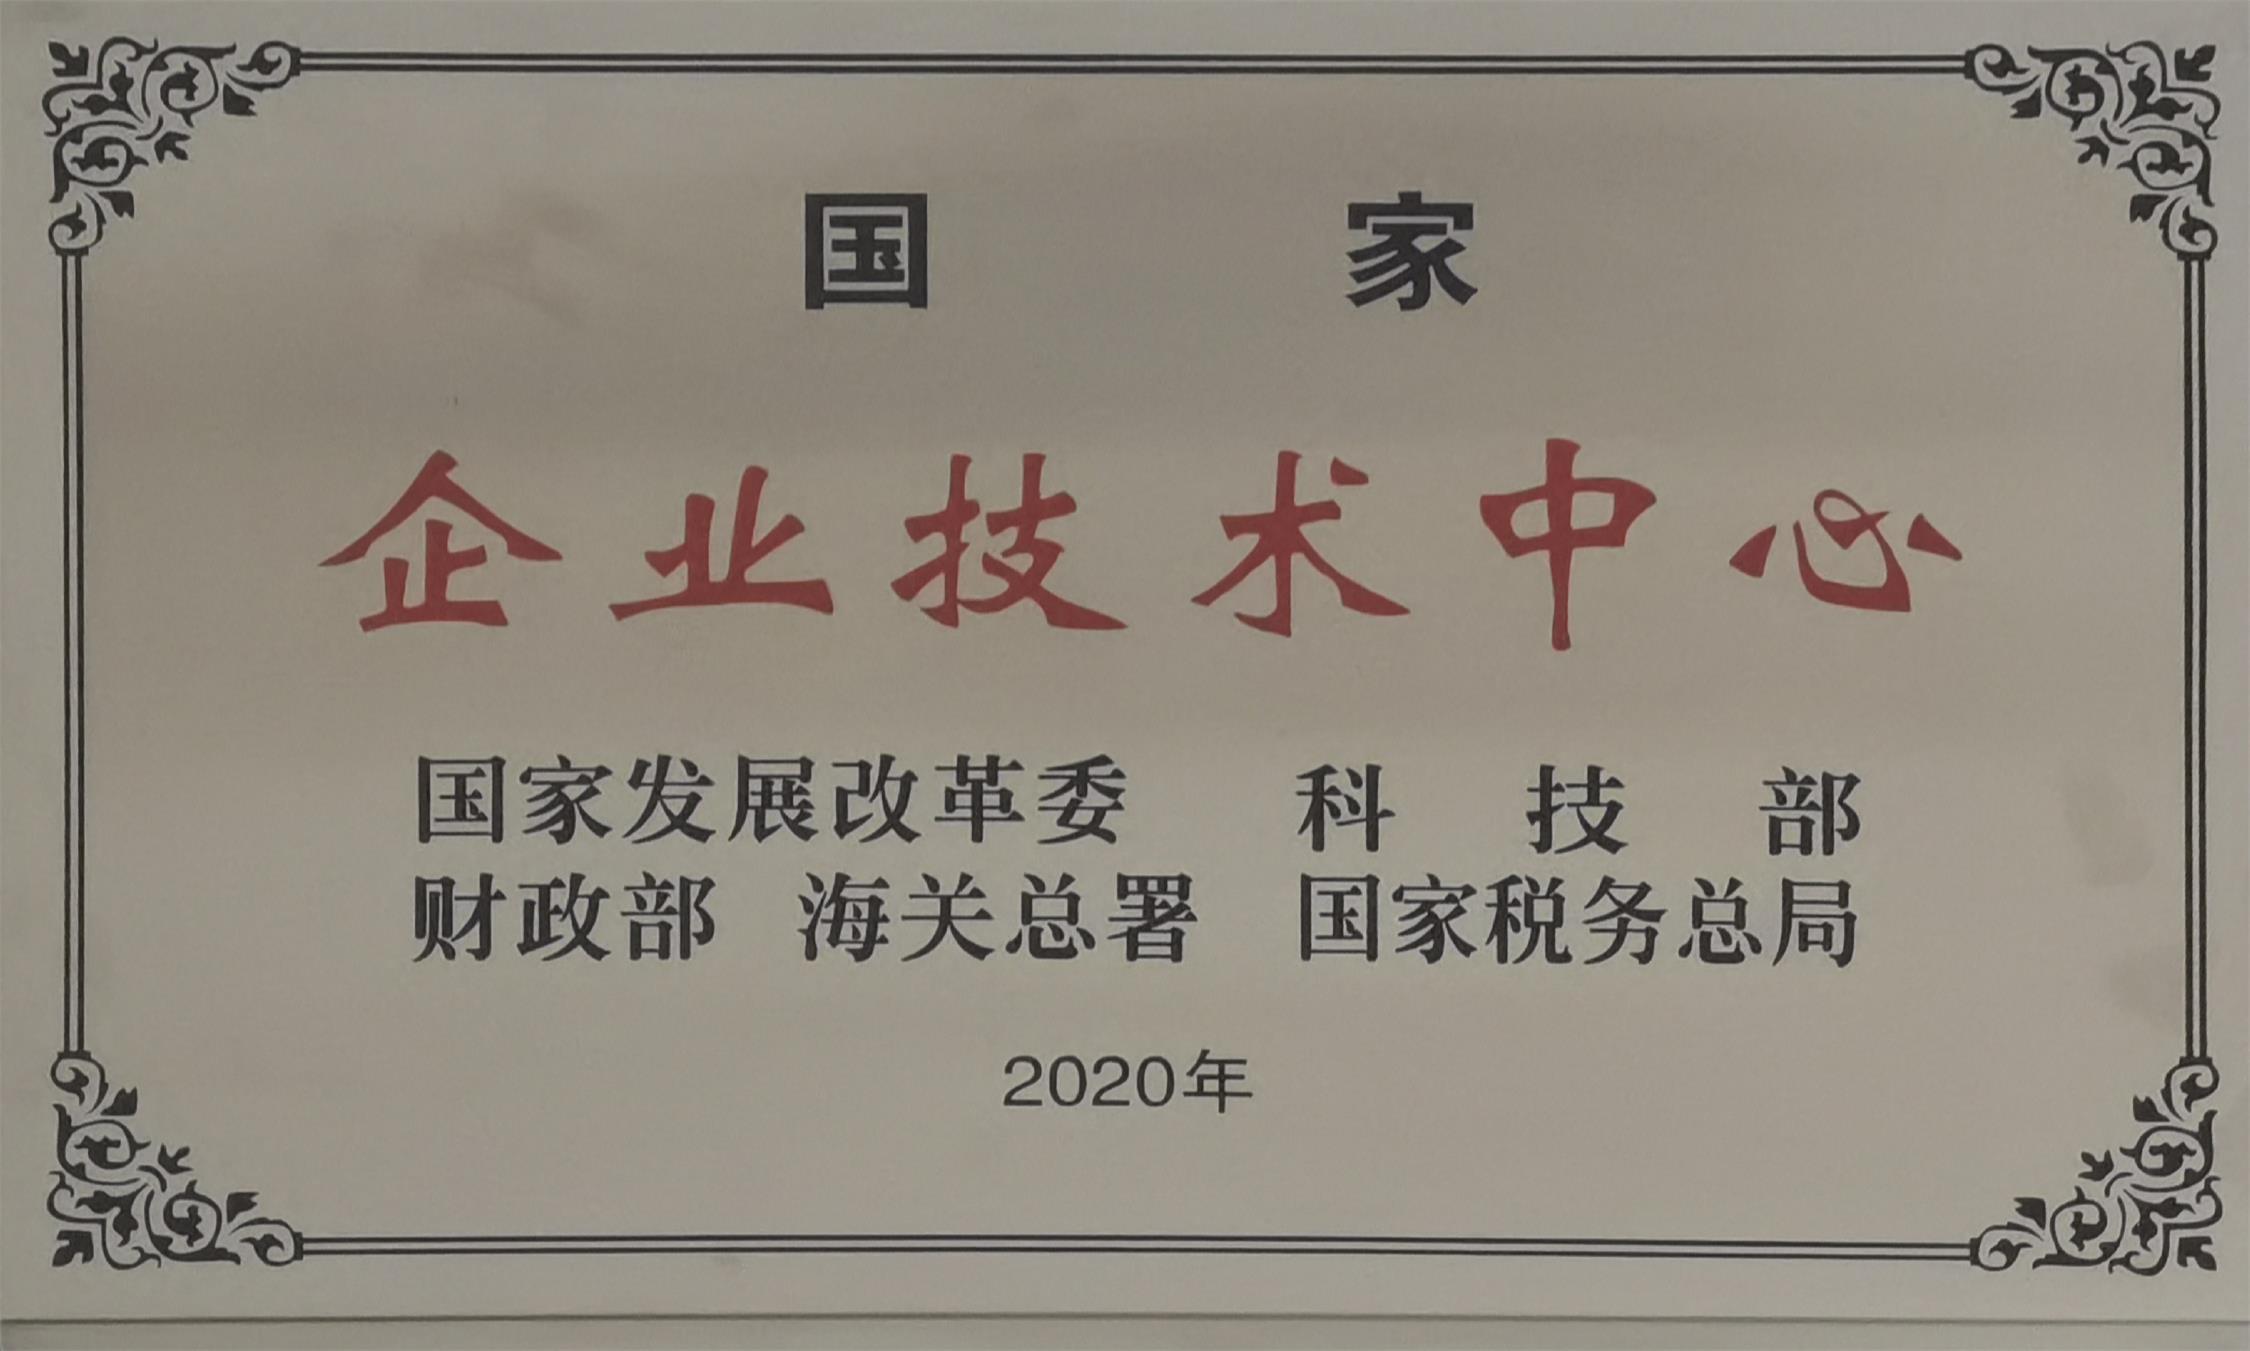 国家
企业技术中心
国家发展改革委 科技部
财政部 海关总署 国家税务总局
2020年